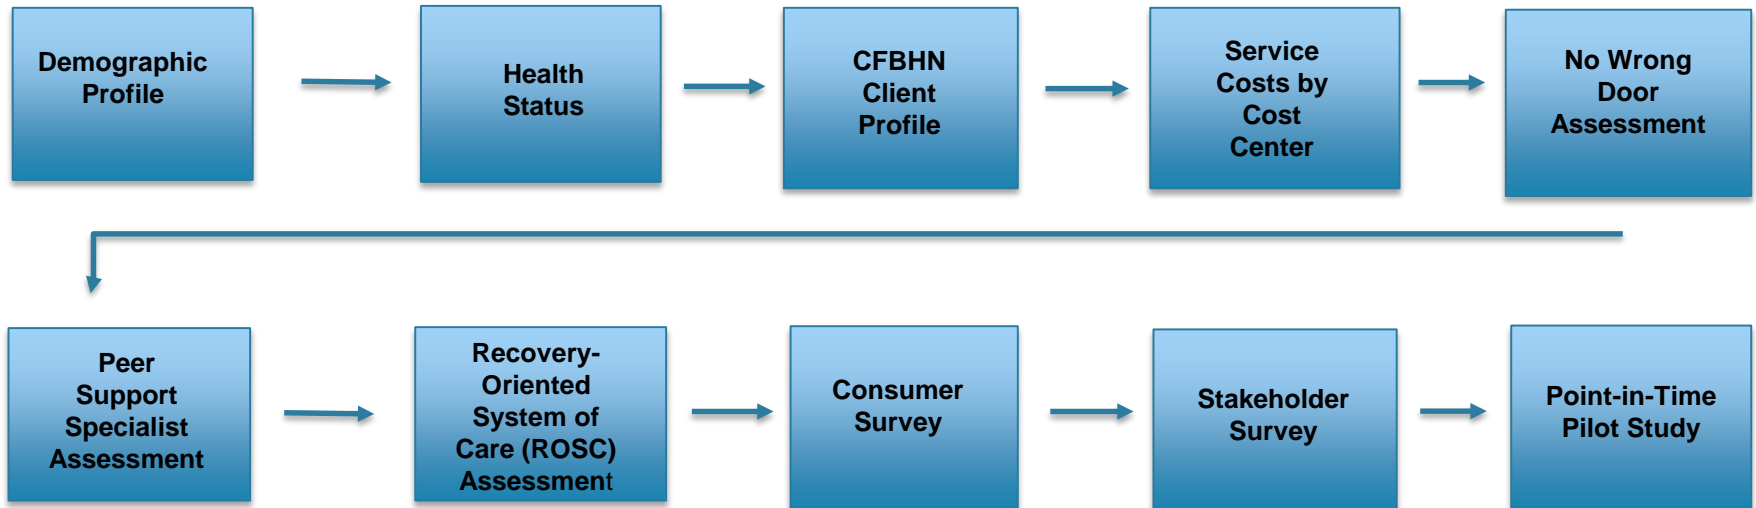 Demographic
Profile
Health
Status
CFBHN
Client
Profile
Service
Costs by
Cost
Center
No Wrong
Door
Assessment
Peer
Support
Specialist
Assessment
Recovery-
Oriented
System of
Care (ROSC)
Assessment
Consumer
Survey
Stakeholder
Survey
Point-in-Time
Pilot Study